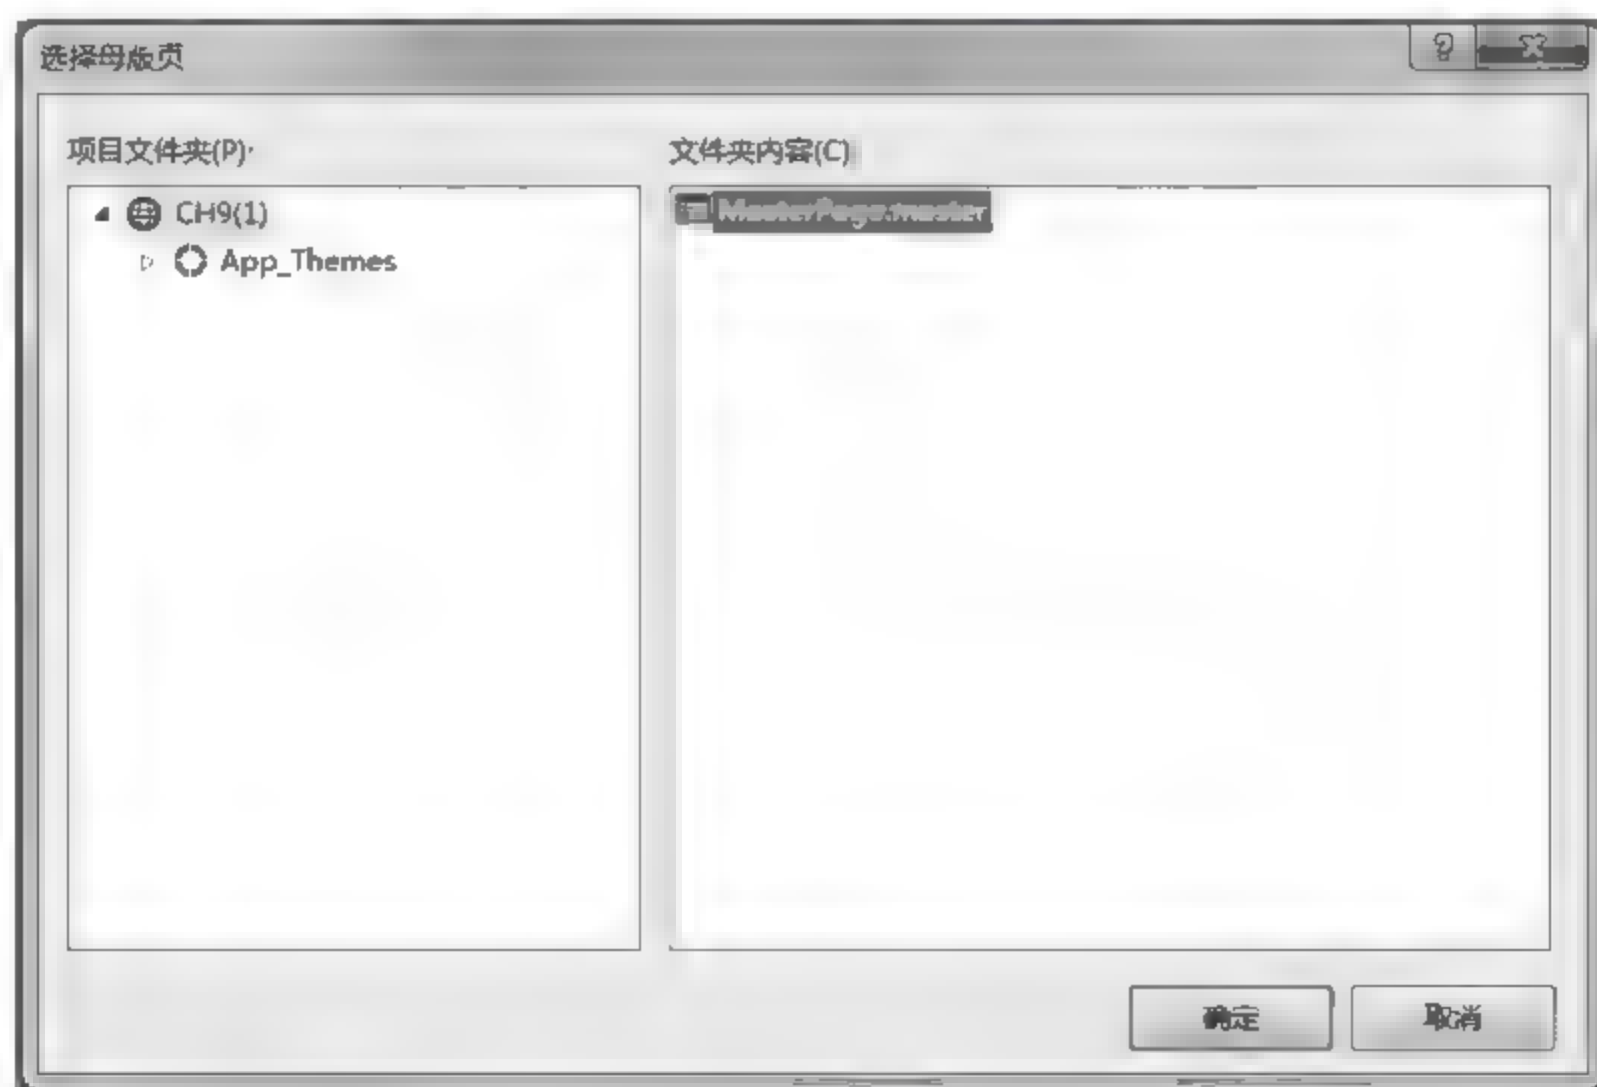 选择母版页
项目文件夹(P)
文件夹内容(C)
CH9(1)
App_Themes
MasterPage.master
确定
取消